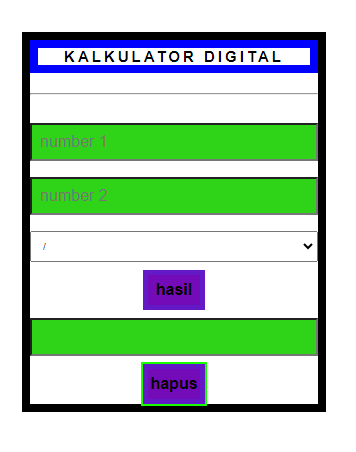 KALKULATOR DIGITAL
number 1
number 2
/
hasil
hapus